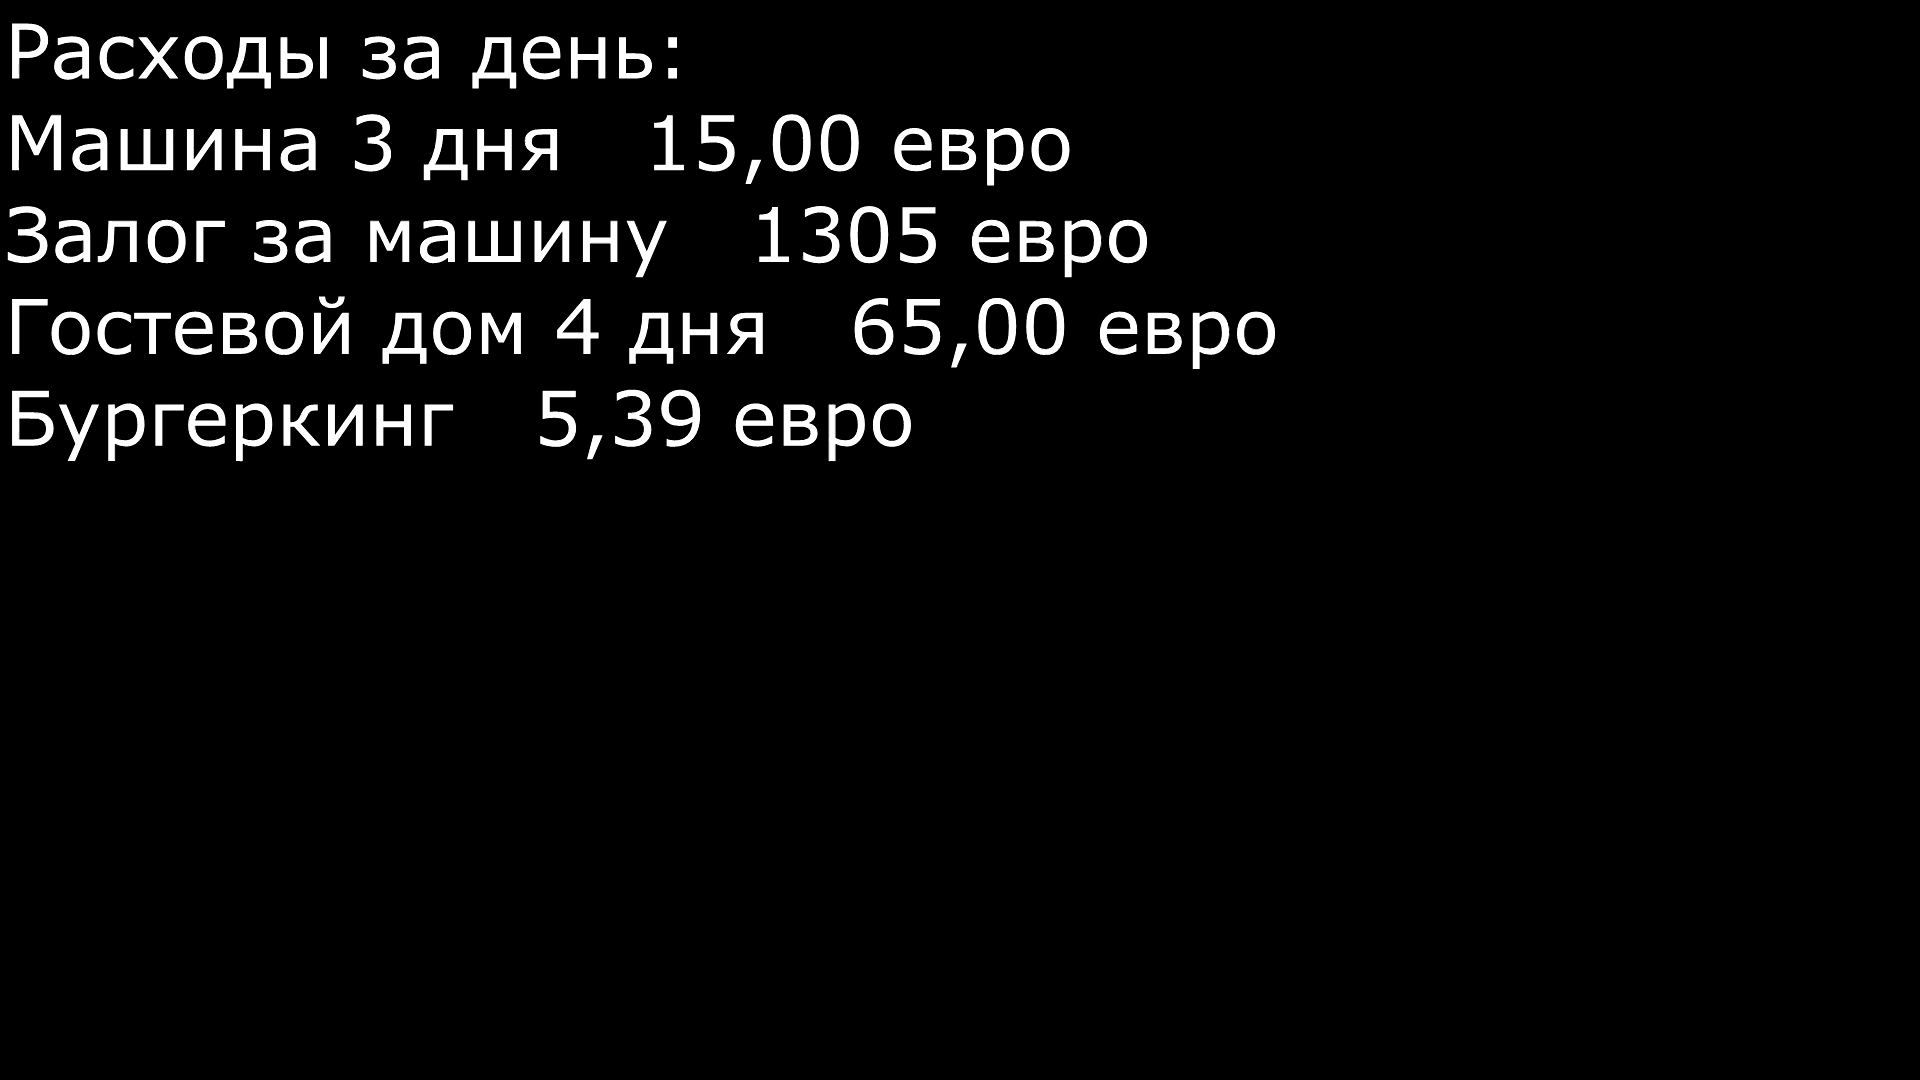 Расходы за день:
Машина 3 дня   15,00 евро
Залог за машину   1305 евро
Гостевой дом 4 дня   65,00 евро
Бургеркинг   5,39 евро